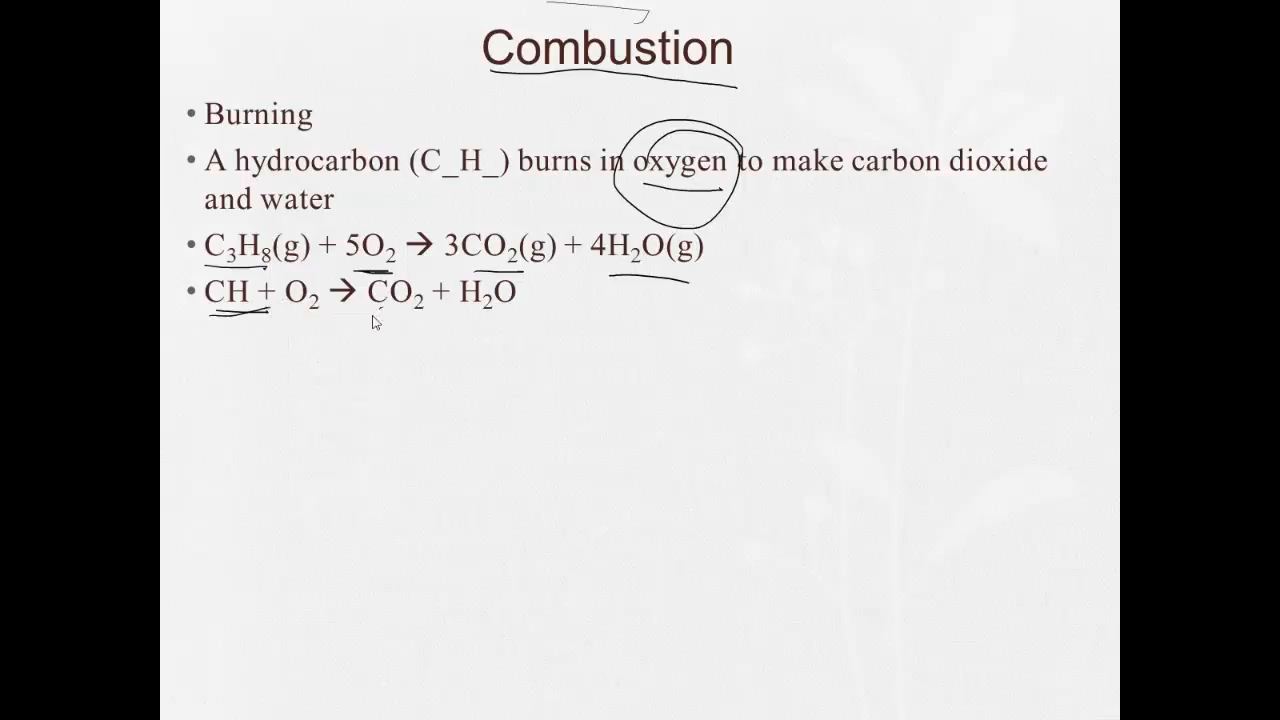 Combustion
• Burning
• A hydrocarbon (C_H_) burns in oxygen to make carbon dioxide
and water
• C₃H₈(g) + 5O₂ → 3CO₂(g) + 4H₂O(g)
• CH + O₂ → CO₂ + H₂O